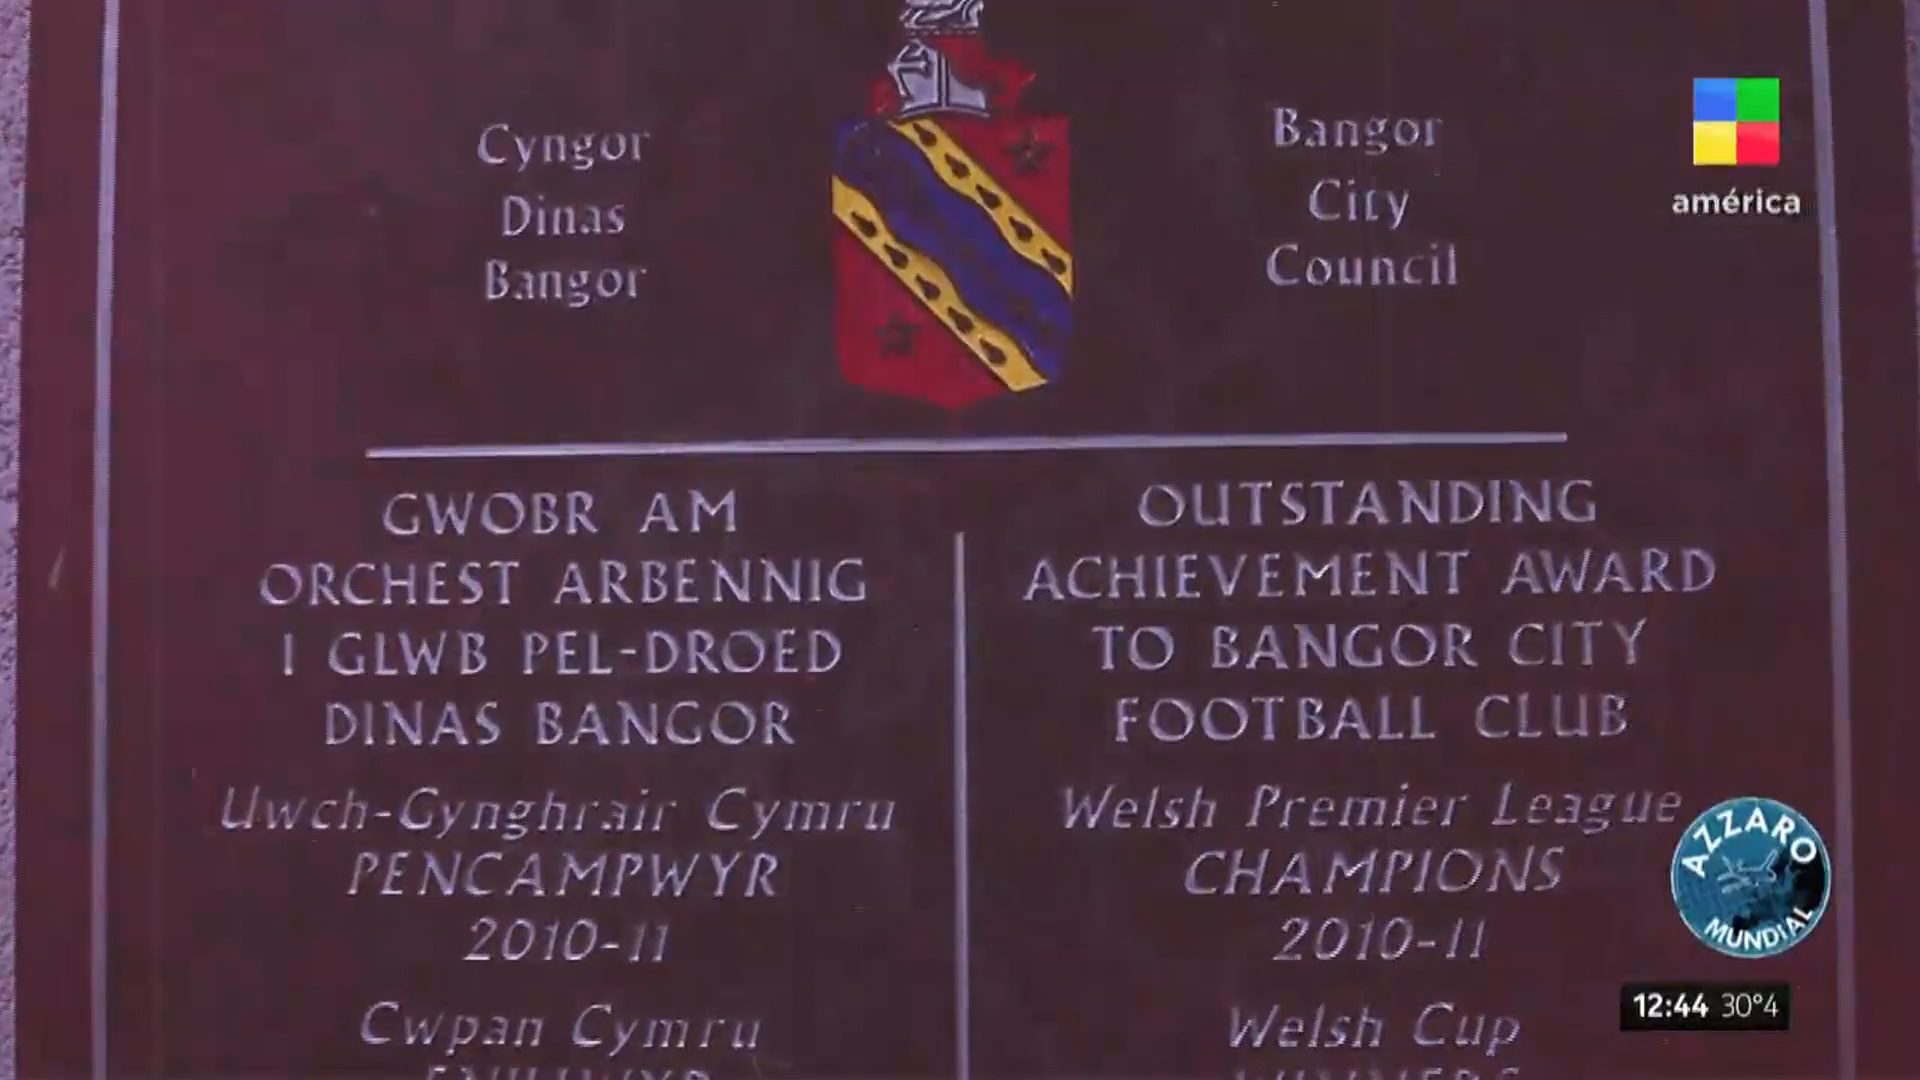 Cyngor
Dinas
Bangor
Bangor
City
Council
américa
GWOBR AM
ORCHEST ARBENNIG
I GLWB PEL-DROED
DINAS BANGOR
Uwch-Gynghrair Cymru
PENCAMPWYR
2010-11
Cwpan Cymru
OUTSTANDING
ACHIEVEMENT AWARD
TO BANGOR CITY
FOOTBALL CLUB
Welsh Premier League
CHAMPIONS
2010-11
Welsh Cup
AZZARO
MUNDIAL
12:44 30°4